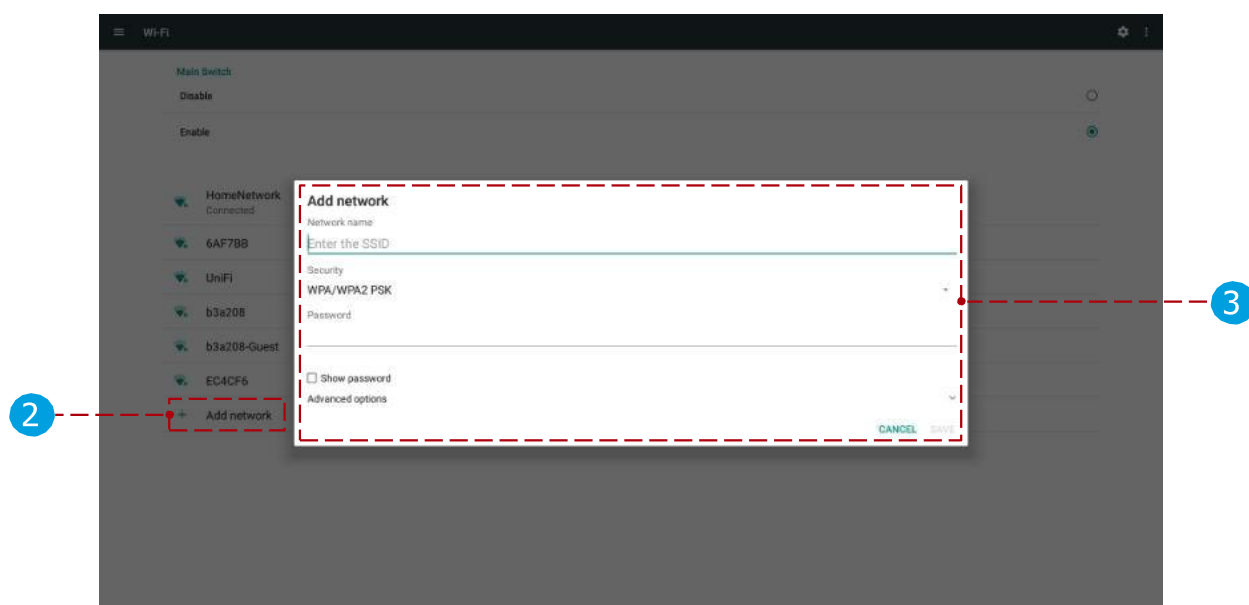 Wi-Fi
Main Switch
Disable
Enable
HomeNetwork
Connected
6AF7BB
UniFi
b3a208
b3a208-Guest
EC4CF6
Add network
Add network
Network name
Enter the SSID
Security
WPA/WPA2 PSK
Password
Show password
Advanced options
CANCEL SAVE
2
3